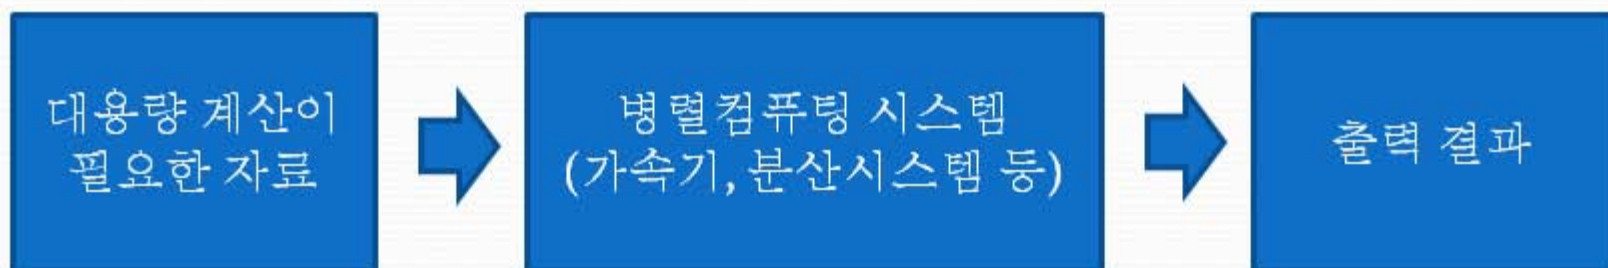 대용량 계산이
필요한 자료
병렬컴퓨팅 시스템
(가속기, 분산시스템 등)
출력 결과